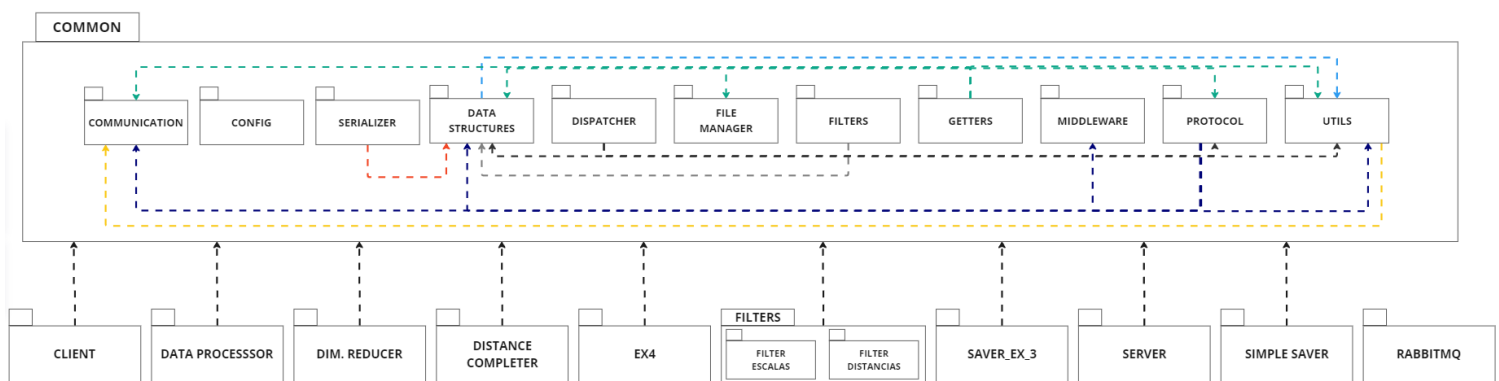 COMMON
COMMUNICATION
CONFIG
SERIALIZER
DATA
STRUCTURES
DISPATCHER
FILE
MANAGER
FILTERS
GETTERS
MIDDLEWARE
PROTOCOL
UTILS
CLIENT
DATA PROCESSSOR
DIM. REDUCER
DISTANCE
COMPLETER
EX4
FILTERS
FILTER
ESCALAS
FILTER
DISTANCIAS
SAVER_EX_3
SERVER
SIMPLE SAVER
RABBITMQ